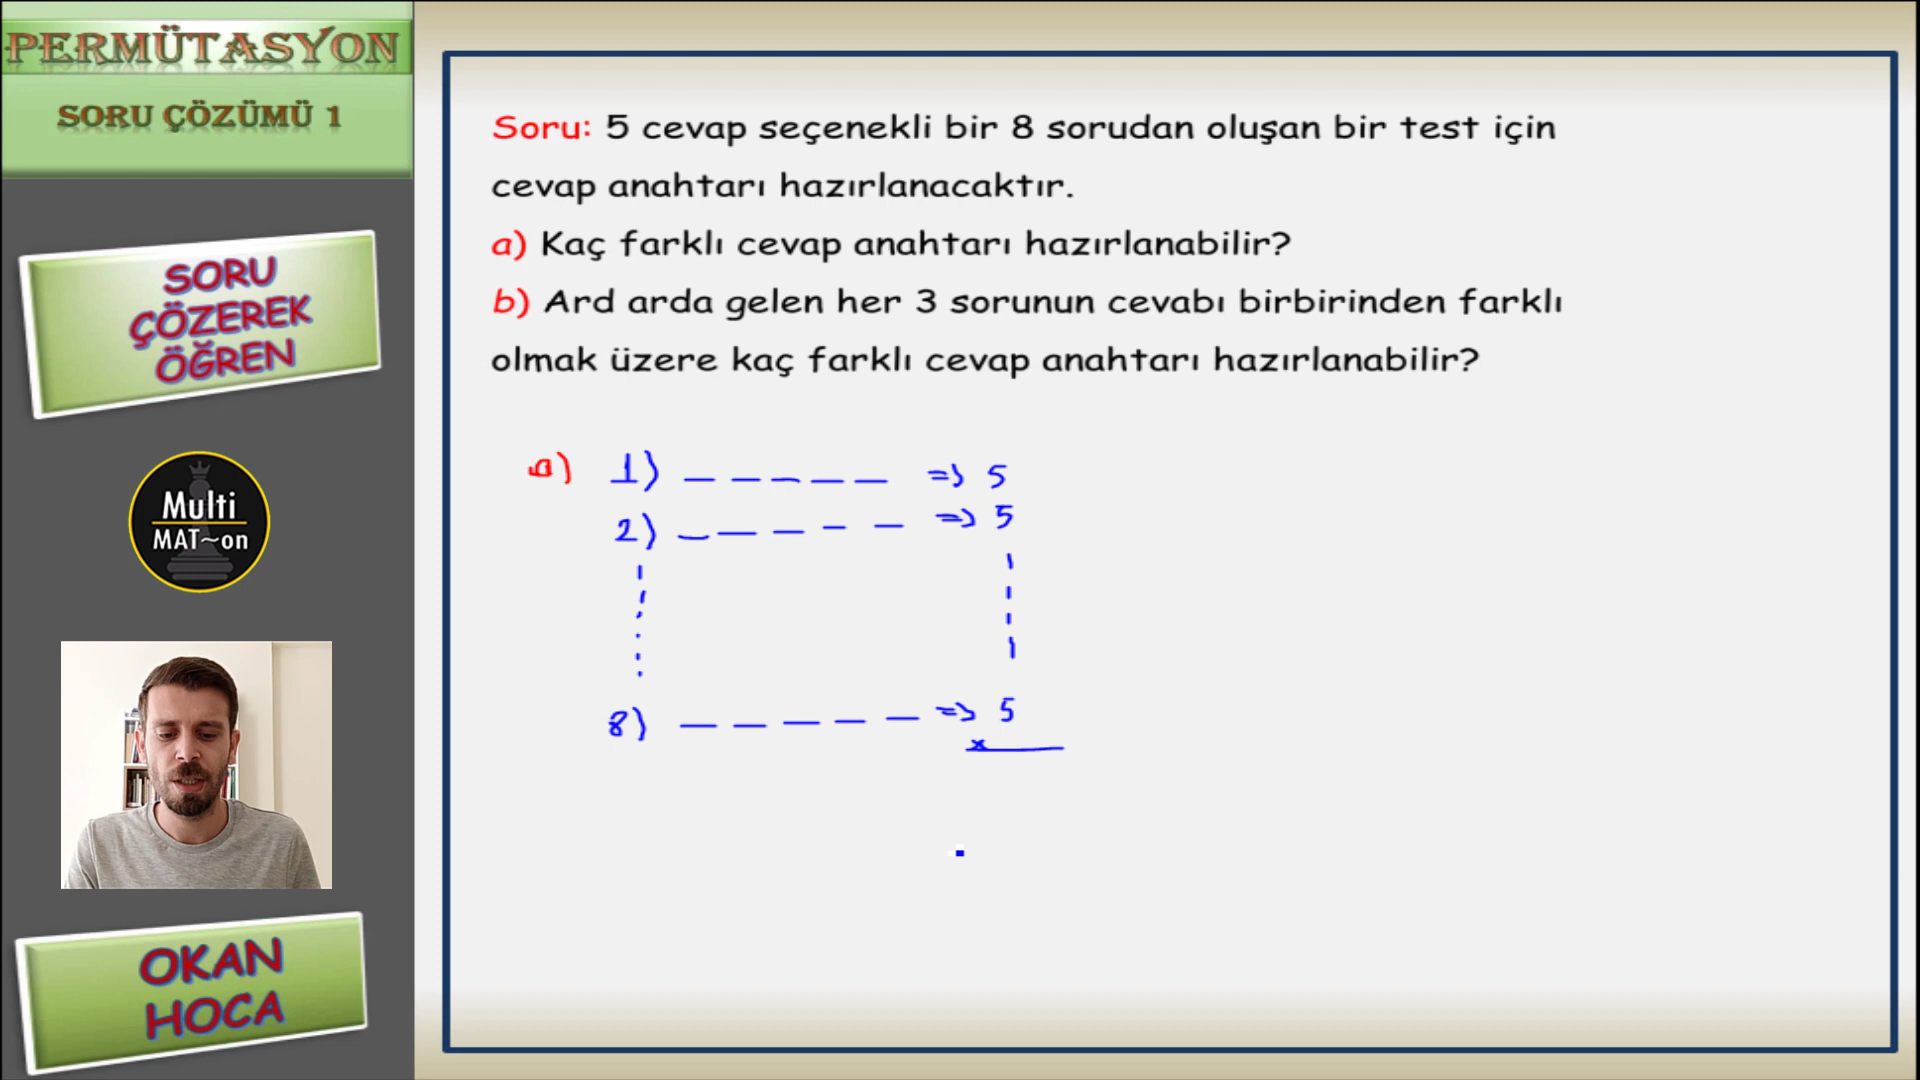 PERMÜTASYON
SORU ÇÖZÜMÜ 1
SORU
ÇÖZEREK
ÖĞREN
Multi
MAT~on
OKAN
HOCA
Soru: 5 cevap seçenekli bir 8 sorudan oluşan bir test için
cevap anahtarı hazırlanacaktır.
a) Kaç farklı cevap anahtarı hazırlanabilir?
b) Ard arda gelen her 3 sorunun cevabı birbirinden farklı
olmak üzere kaç farklı cevap anahtarı hazırlanabilir?
a) 1) _ _ _ _ _ => 5
2) _ _ _ _ _ => 5
8) _ _ _ _ _ => 5
x